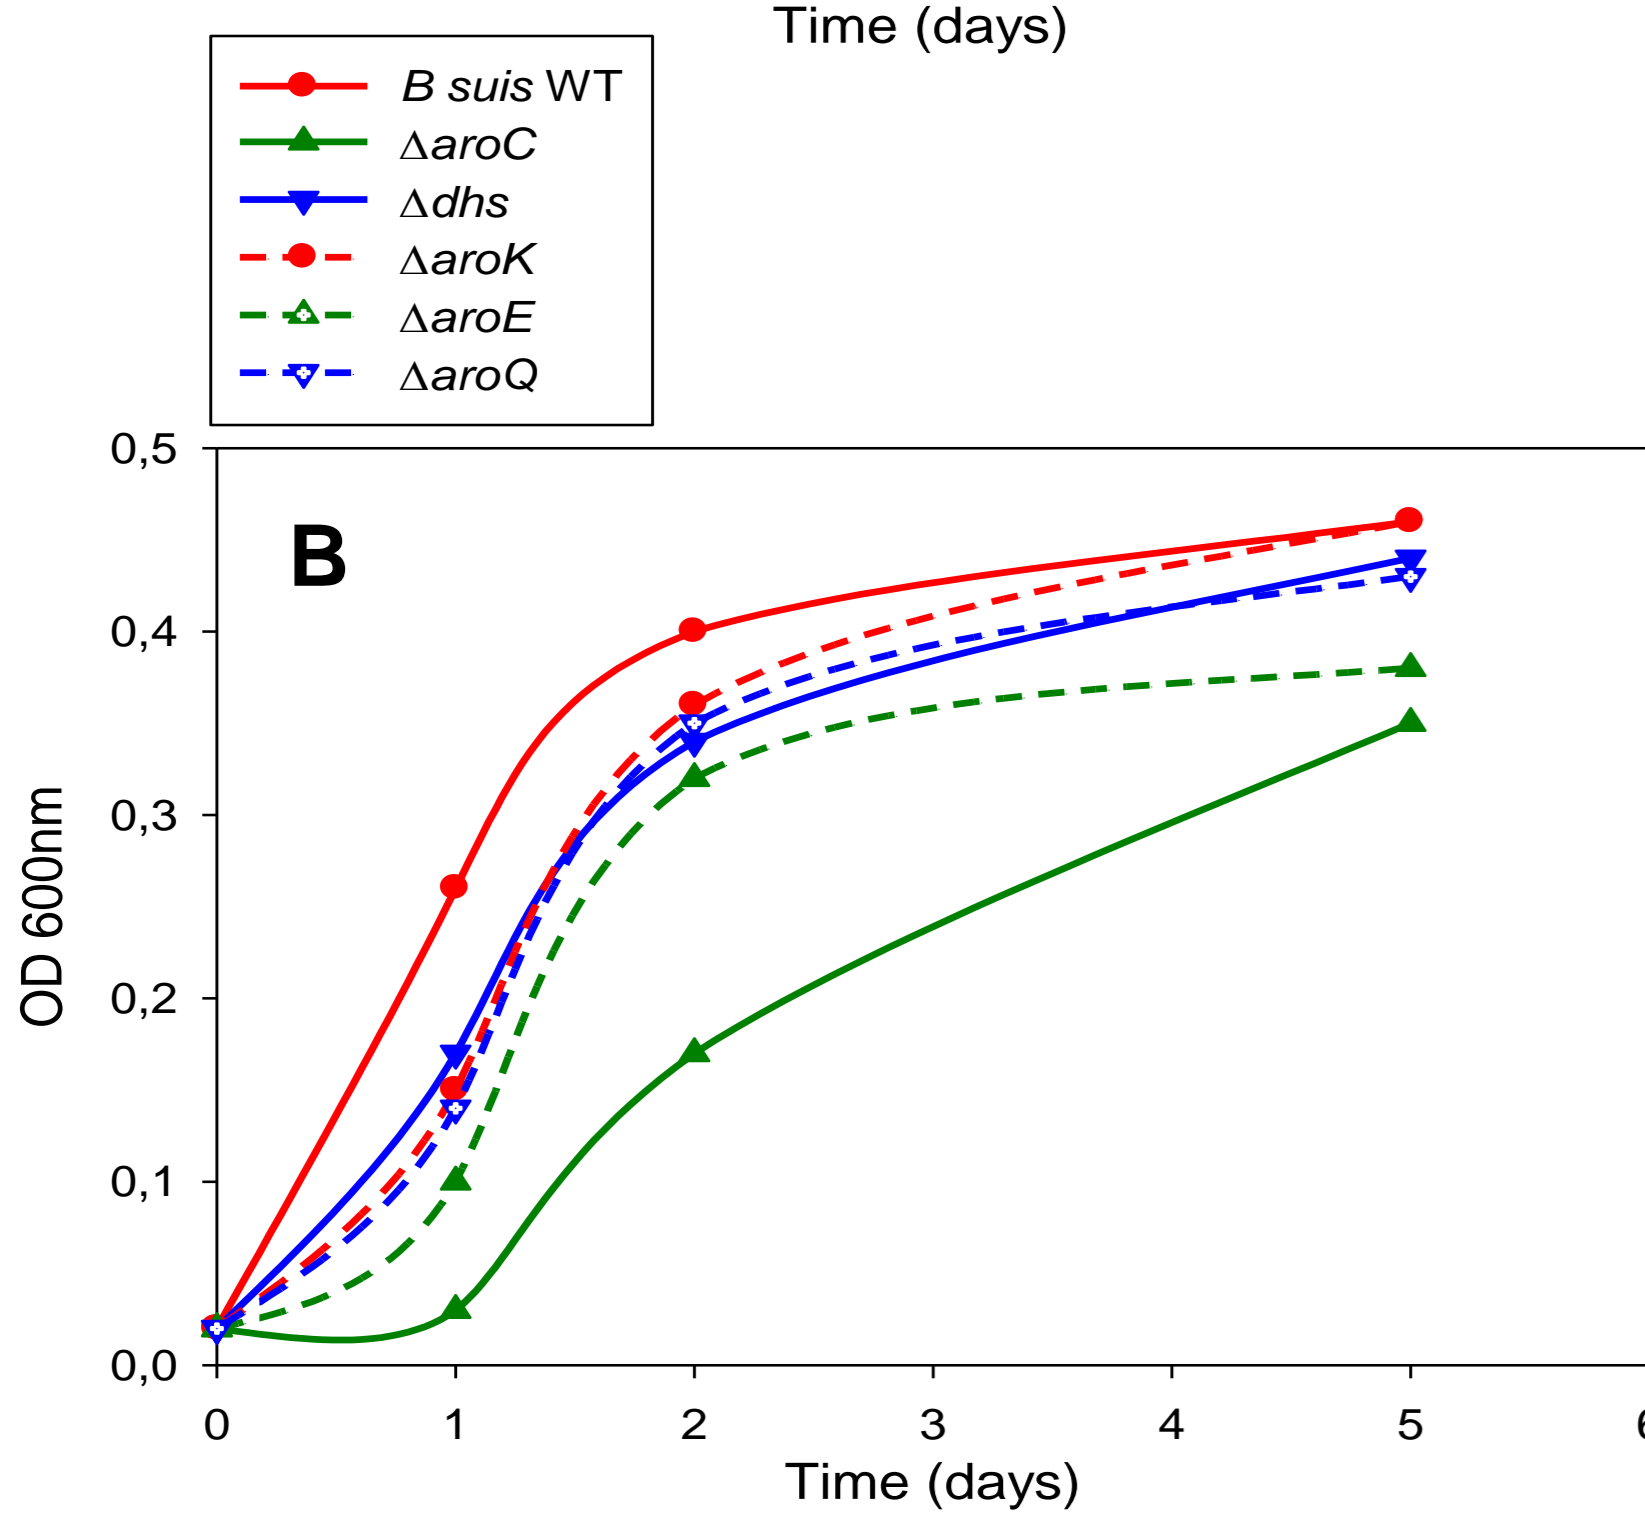 Time (days)
B suis WT
ΔaroC
Δdhs
ΔaroK
ΔaroE
ΔaroQ
B
OD 600nm
0,5
0,4
0,3
0,2
0,1
0,0
0 1 2 3 4 5 6
Time (days)